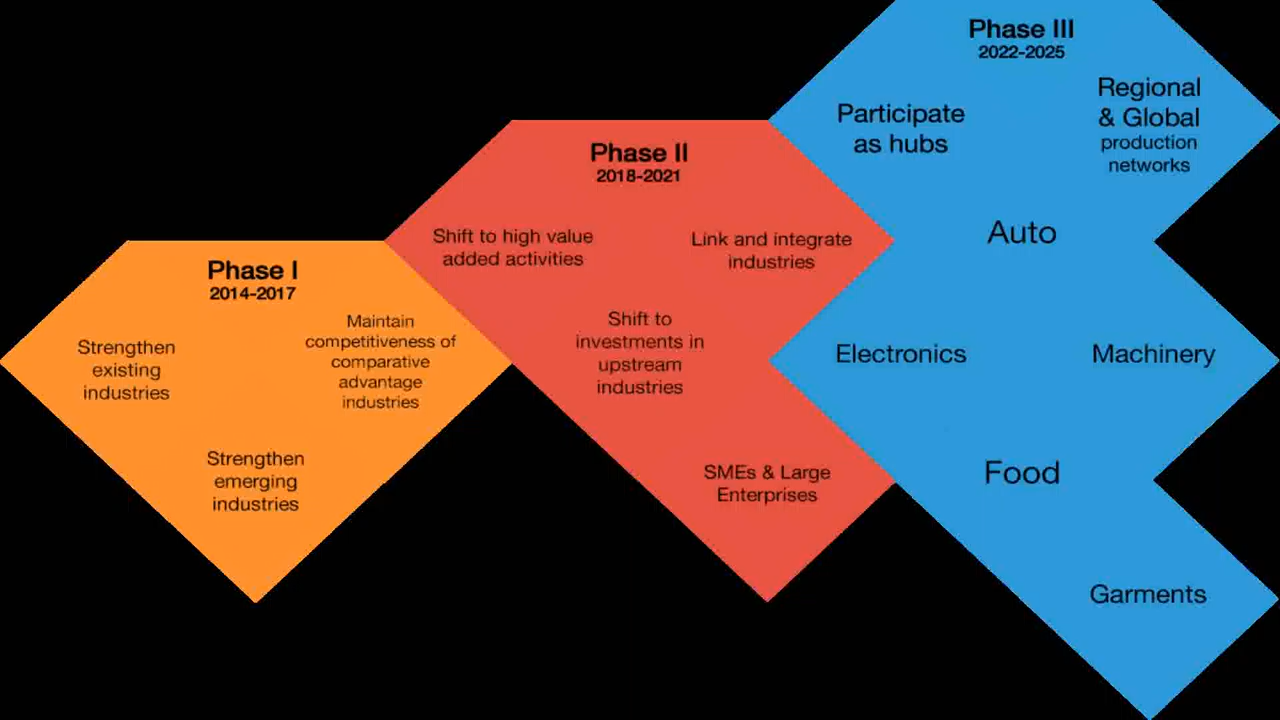 Phase I
2014-2017
Strengthen
existing
industries
Maintain
competitiveness of
comparative
advantage
industries
Strengthen
emerging
industries
Phase II
2018-2021
Shift to high value
added activities
Link and integrate
industries
Shift to
investments in
upstream
industries
SMEs & Large
Enterprises
Phase III
2022-2025
Participate
as hubs
Regional
& Global
production
networks
Auto
Electronics
Machinery
Food
Garments